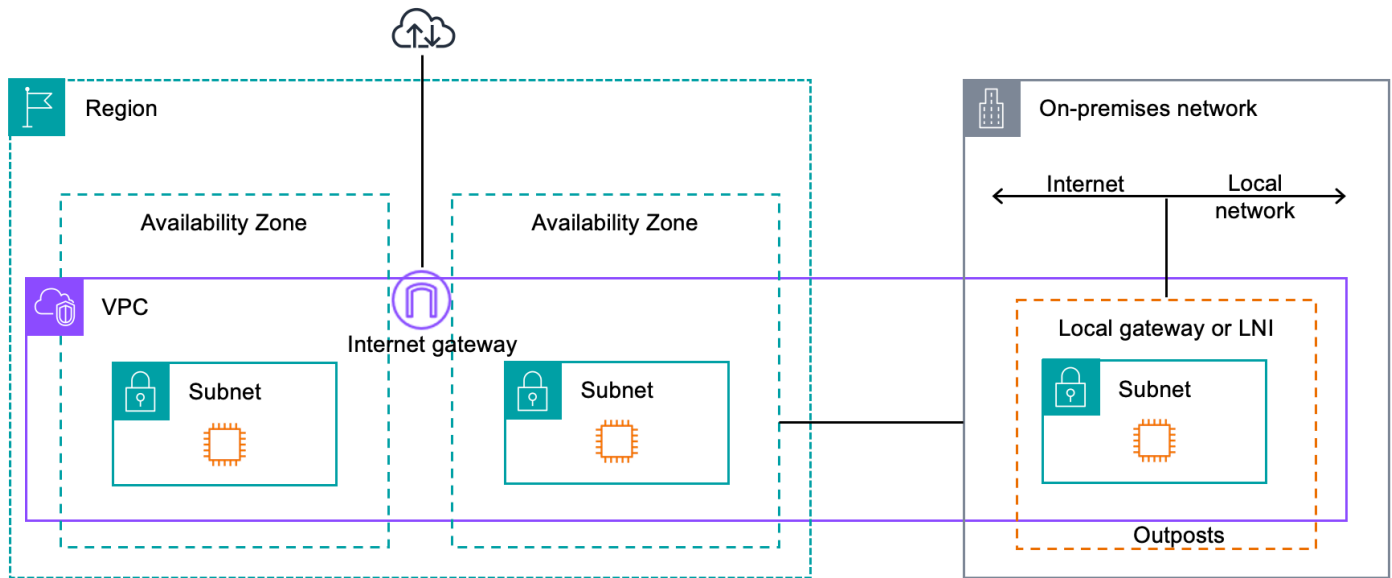 Region
On-premises network
Internet
Local
network
Availability Zone
Availability Zone
VPC
Internet gateway
Local gateway or LNI
Subnet
Subnet
Subnet
Outposts